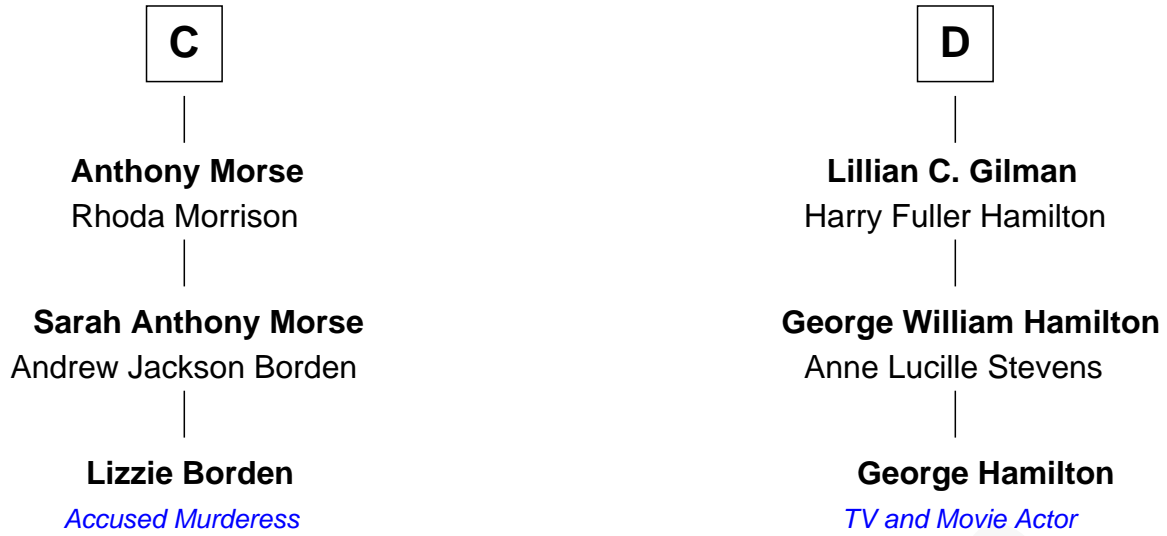 C
Anthony Morse
Rhoda Morrison
Sarah Anthony Morse
Andrew Jackson Borden
Lizzie Borden
Accused Murderess
D
Lillian C. Gilman
Harry Fuller Hamilton
George William Hamilton
Anne Lucille Stevens
George Hamilton
TV and Movie Actor